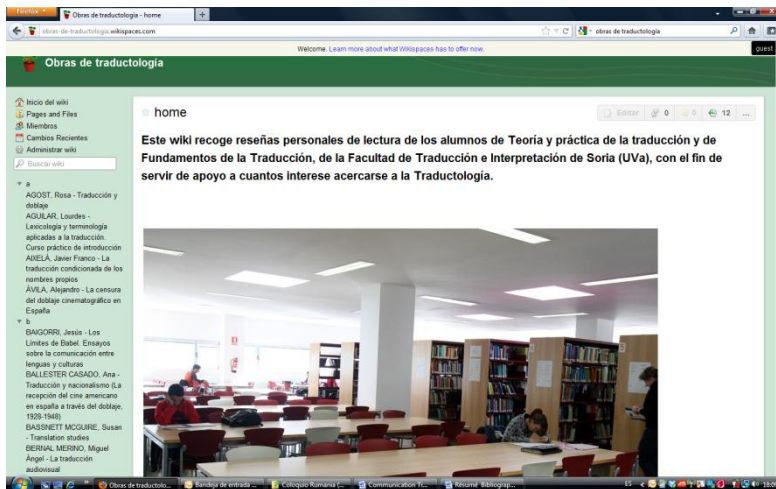 Firefox
Obras de traductología - home
obras-de-traductologia.wikispaces.com
obras de traductología
Welcome. Learn more about what Wikispaces has to offer now.
guest
Obras de traductología
Inicio del wiki
Pages and Files
Miembros
Cambios Recientes
Administrar wiki
Buscar wiki
a
AGOST, Rosa - Traducción y
doblaje
AGUILAR, Lourdes -
Lexicología y terminología
aplicadas a la traducción.
Curso práctico de introducción
AIXELÁ, Javier Franco - La
traducción condicionada de los
nombres propios
ÁVILA, Alejandro - La censura
del doblaje cinematográfico en
España
b
BAIGORRI, Jesús - Los
Límites de Babel. Ensayos
sobre la comunicación entre
lenguas y culturas
BALLESTER CASADO, Ana -
Traducción y nacionalismo (La
recepción del cine americano
en españa a través del doblaje,
1928-1948)
BASSNETT MCGUIRE, Susan
- Translation studies
BERNAL MERINO, Miguel
Ángel - La traducción
audiovisual
home
Editar 0 0 12 ...
Este wiki recoge reseñas personales de lectura de los alumnos de Teoría y práctica de la traducción y de
Fundamentos de la Traducción, de la Facultad de Traducción e Interpretación de Soria (UVa), con el fin de
servir de apoyo a cuantos interese acercarse a la Traductología.
Obras de traductolo...
Bandeja de entrada ...
Coloquio Rumania (...
Communication Ti...
Résumé Bibliograp...
ES